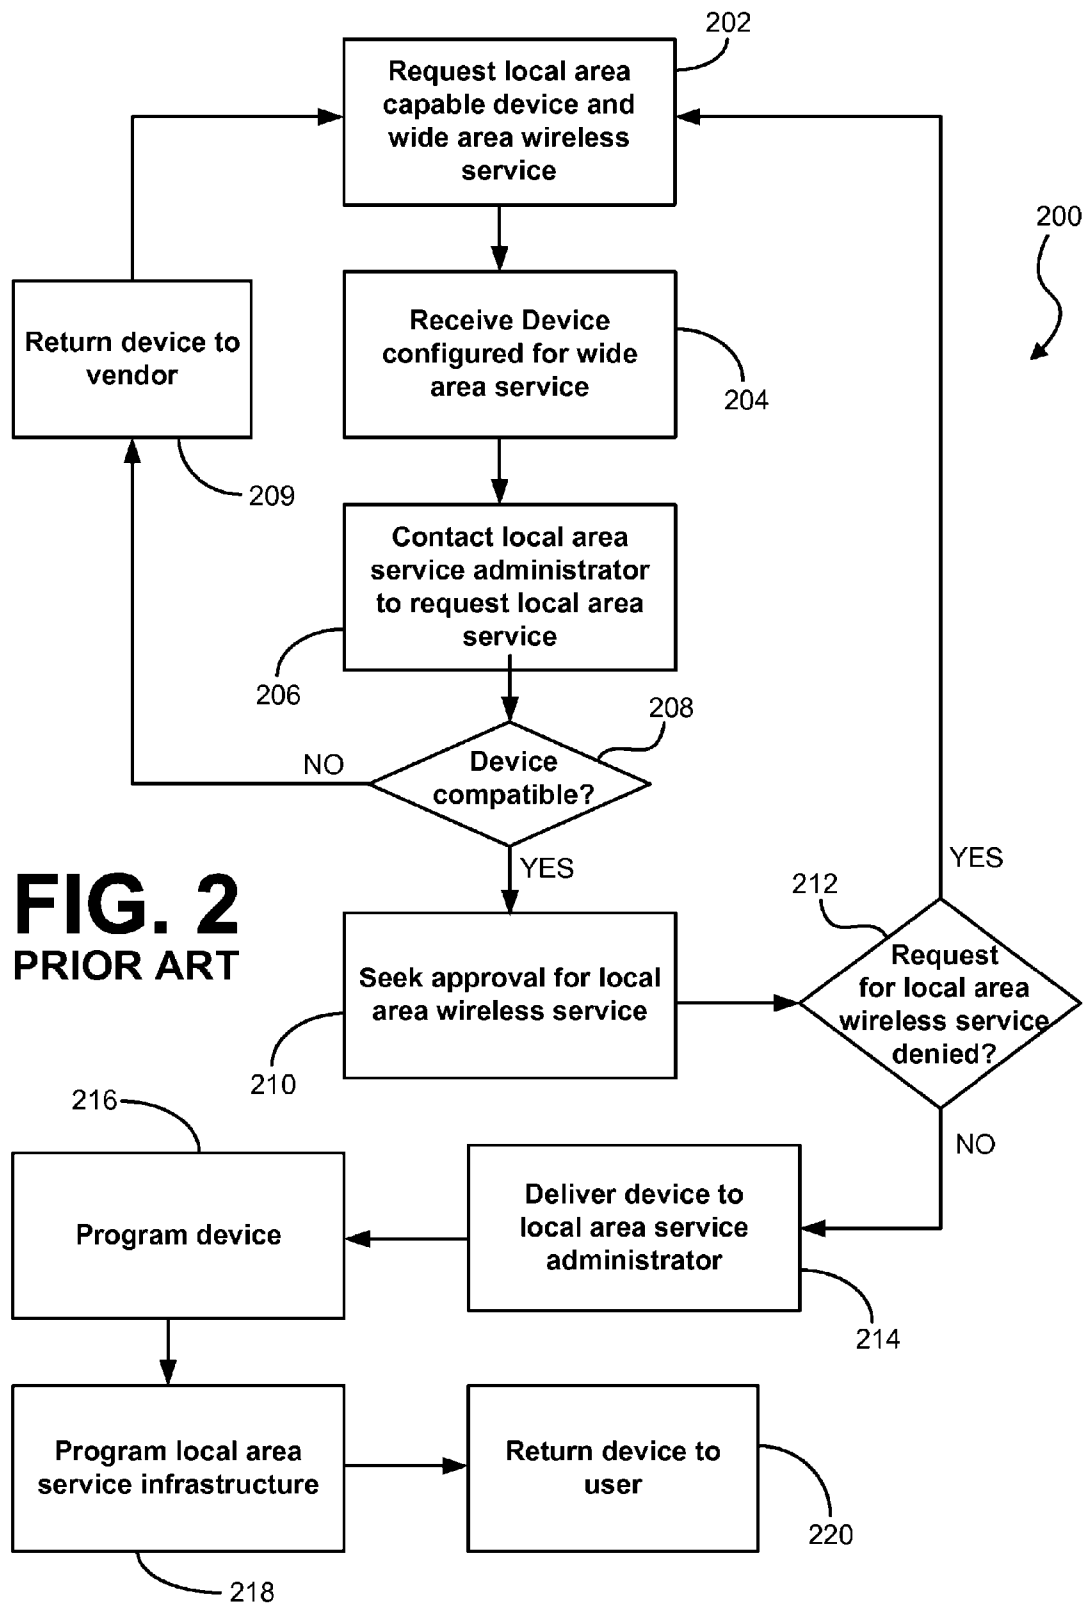 202
Request local area
capable device and
wide area wireless
service
200
Return device to
vendor
209
Receive Device
configured for wide
area service
204
Contact local area
service administrator
to request local area
service
206
208
Device
compatible?
NO
YES
FIG. 2
PRIOR ART
Seek approval for local
area wireless service
210
212
YES
Request
for local area
wireless service
denied?
NO
216
Program device
Deliver device to
local area service
administrator
214
Program local area
service infrastructure
218
Return device to
user
220